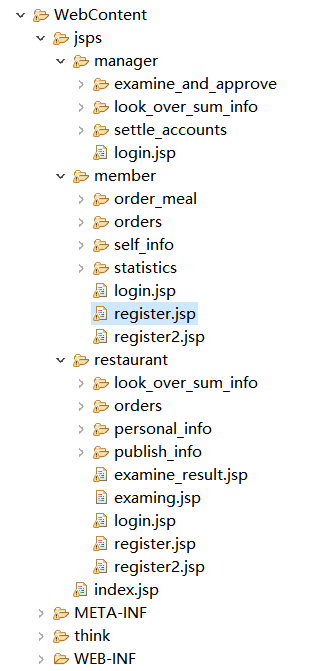 WebContent
jsps
manager
examine_and_approve
look_over_sum_info
settle_accounts
login.jsp
member
order_meal
orders
self_info
statistics
login.jsp
register.jsp
register2.jsp
restaurant
look_over_sum_info
orders
personal_info
publish_info
examine_result.jsp
examing.jsp
login.jsp
register.jsp
register2.jsp
index.jsp
META-INF
think
WEB-INF